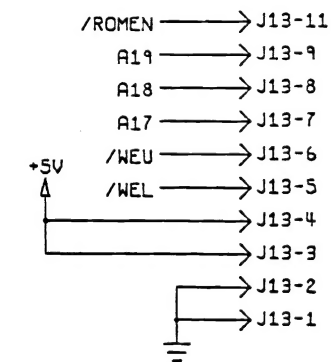 /ROMEN J13-11
A19 J13-9
A18 J13-8
A17 J13-7
/WEU J13-6
+5V
/WEL J13-5
J13-4
J13-3
J13-2
J13-1